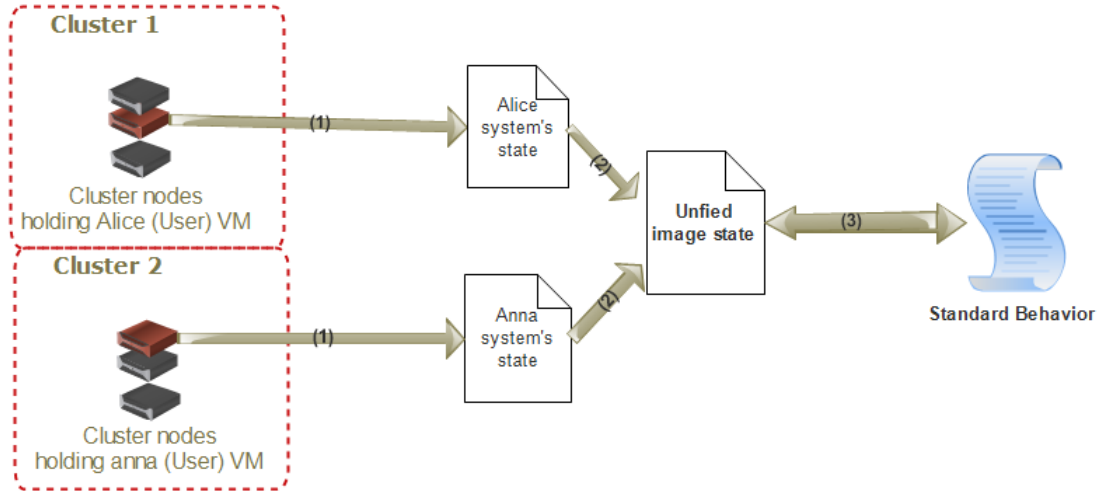 Cluster 1
Cluster nodes
holding Alice (User) VM
(1)
Alice
system's
state
(2)
Unfied
image state
(3)
Standard Behavior
Cluster 2
Cluster nodes
holding anna (User) VM
(1)
Anna
system's
state
(2)